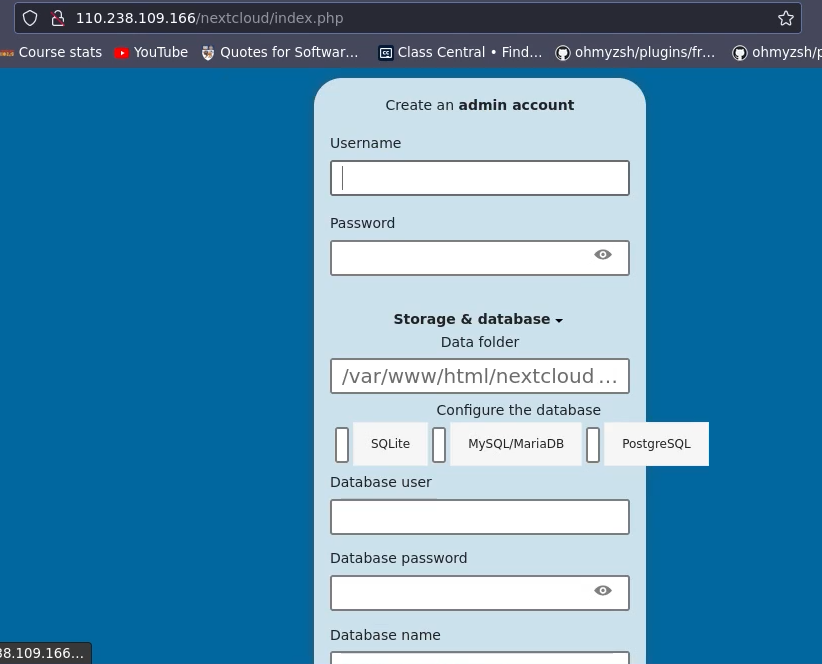 110.238.109.166/nextcloud/index.php
Course stats YouTube Quotes for Softwar… Class Central • Find… ohmyzsh/plugins/fr… ohmyzsh/p
Create an admin account
Username
Password
Storage & database
Data folder
/var/www/html/nextcloud…
Configure the database
SQLite MySQL/MariaDB PostgreSQL
Database user
Database password
Database name
38.109.166…